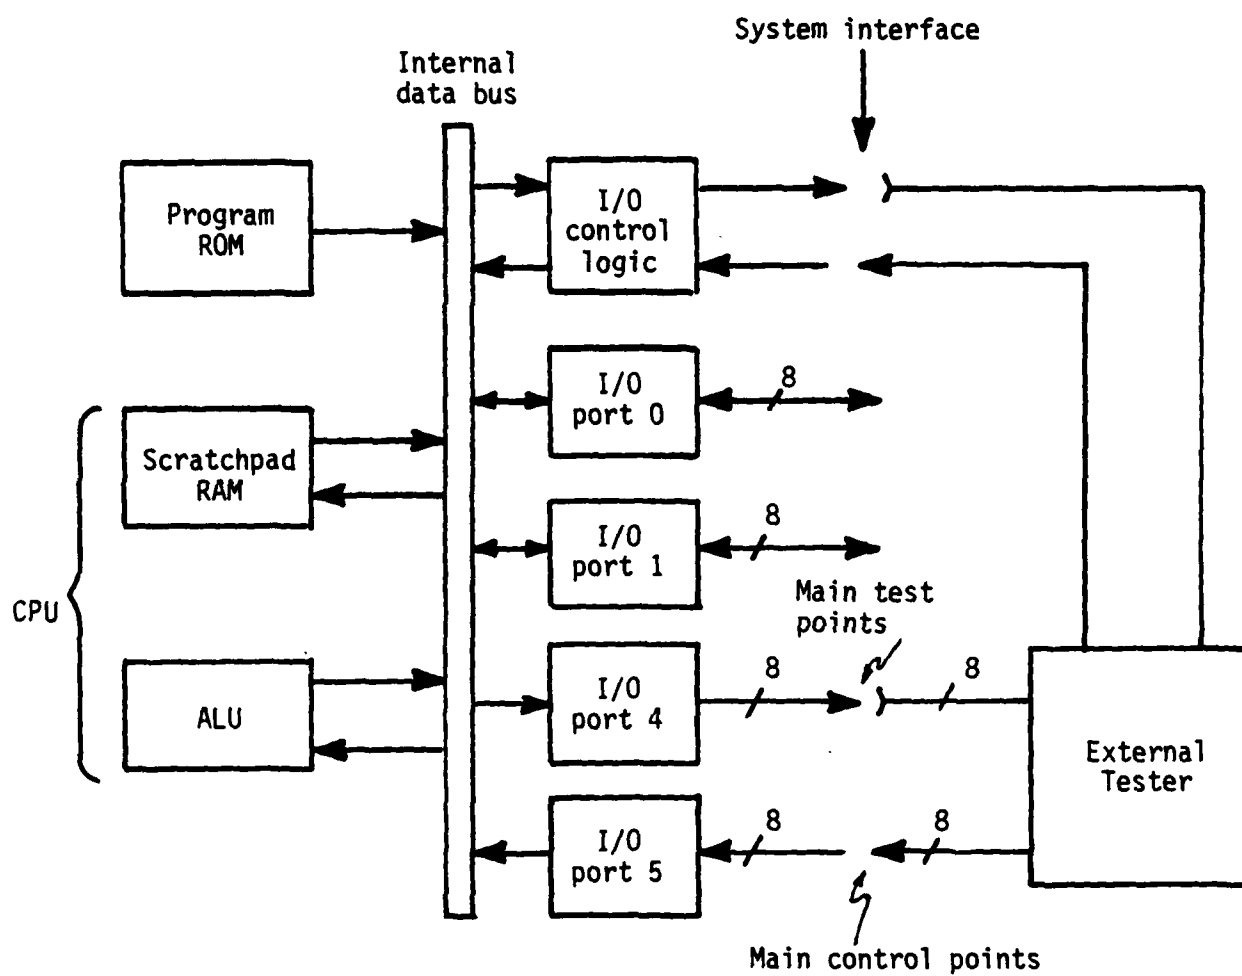 System interface
Internal
data bus
Program
ROM
I/O
control
logic
I/O
port 0
8
Scratchpad
RAM
I/O
port 1
8
CPU
Main test
points
ALU
I/O
port 4
8
8
External
Tester
I/O
port 5
8
8
Main control points